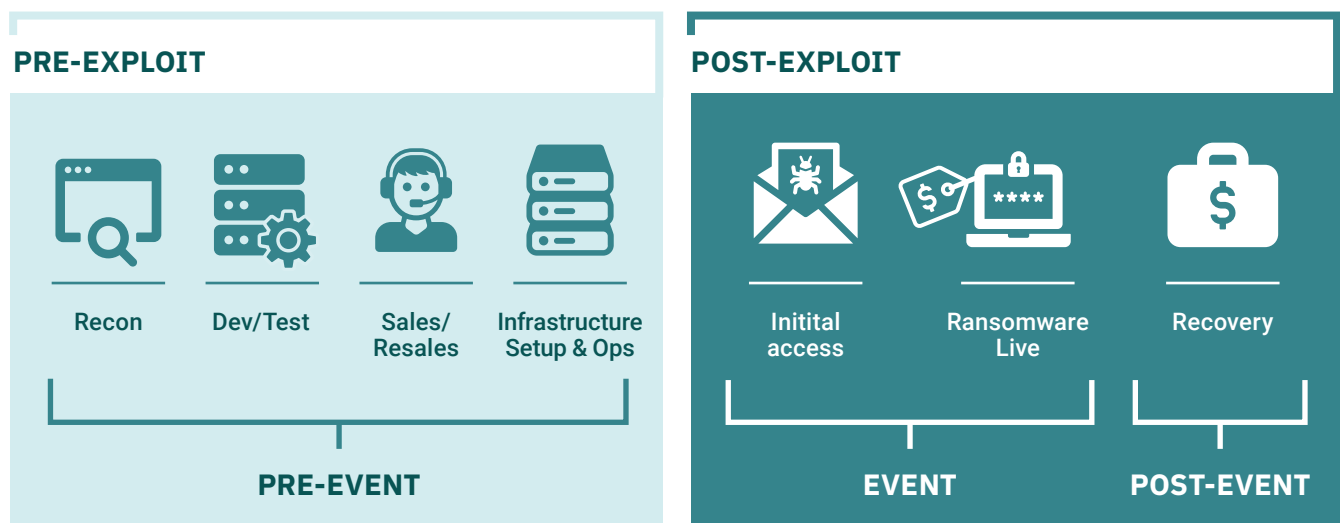 PRE-EXPLOIT
Recon
Dev/Test
Sales/
Resales
Infrastructure
Setup & Ops
PRE-EVENT
POST-EXPLOIT
$
****
$
Initital
access
Ransomware
Live
Recovery
EVENT
POST-EVENT